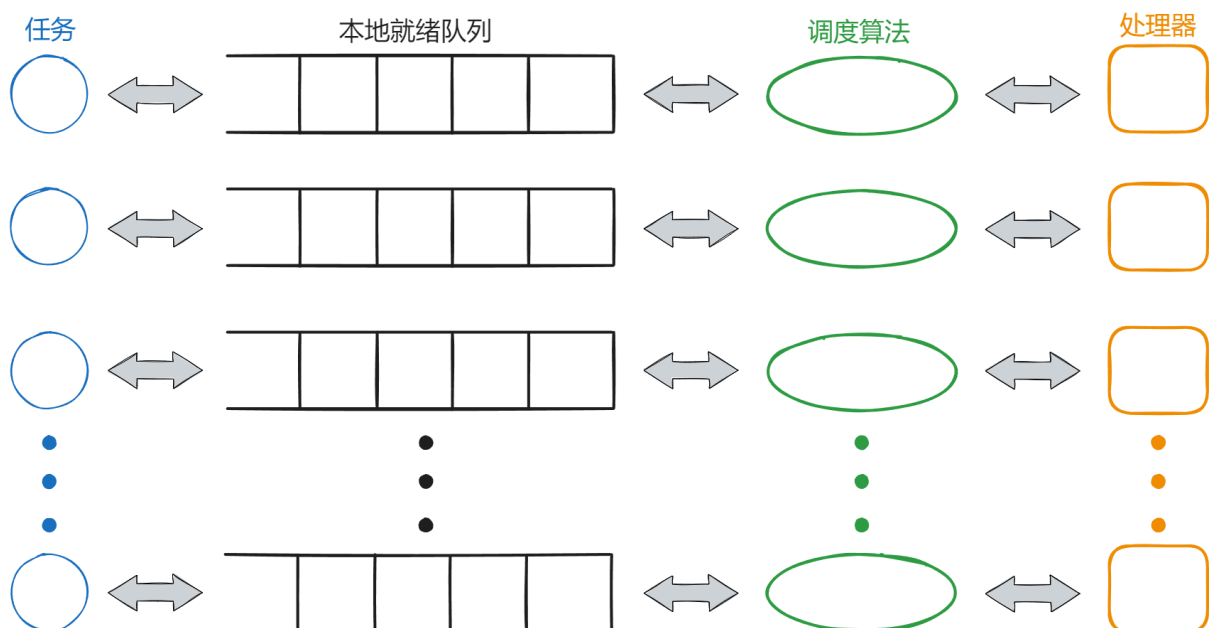 任务
本地就绪队列
调度算法
处理器